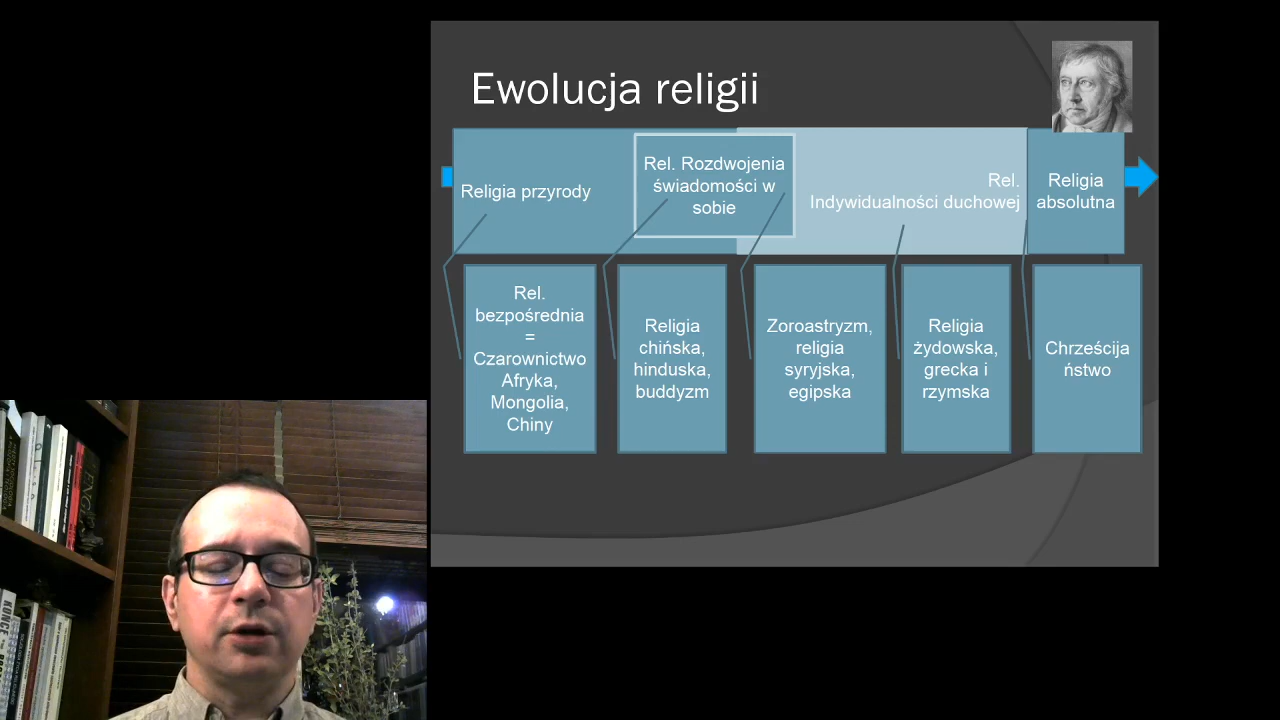 Ewolucja religii
Religia przyrody
Rel. Rozdwojenia
świadomości w
sobie
Rel.
Indywidualności duchowej
Religia
absolutna
Rel.
bezpośrednia
=
Czarownictwo
Afryka,
Mongolia,
Chiny
Religia
chińska,
hinduska,
buddyzm
Zoroastryzm,
religia
syryjska,
egipska
Religia
żydowska,
grecka i
rzymska
Chrześcija
ństwo